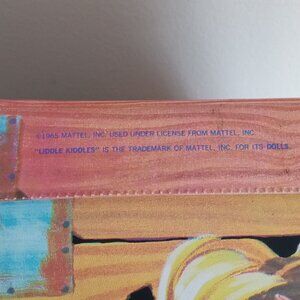 ©1965 MATTEL, INC. USED UNDER LICENSE FROM MATTEL, INC.
"LIDDLE KIDDLES" IS THE TRADEMARK OF MATTEL, INC. FOR ITS DOLLS.